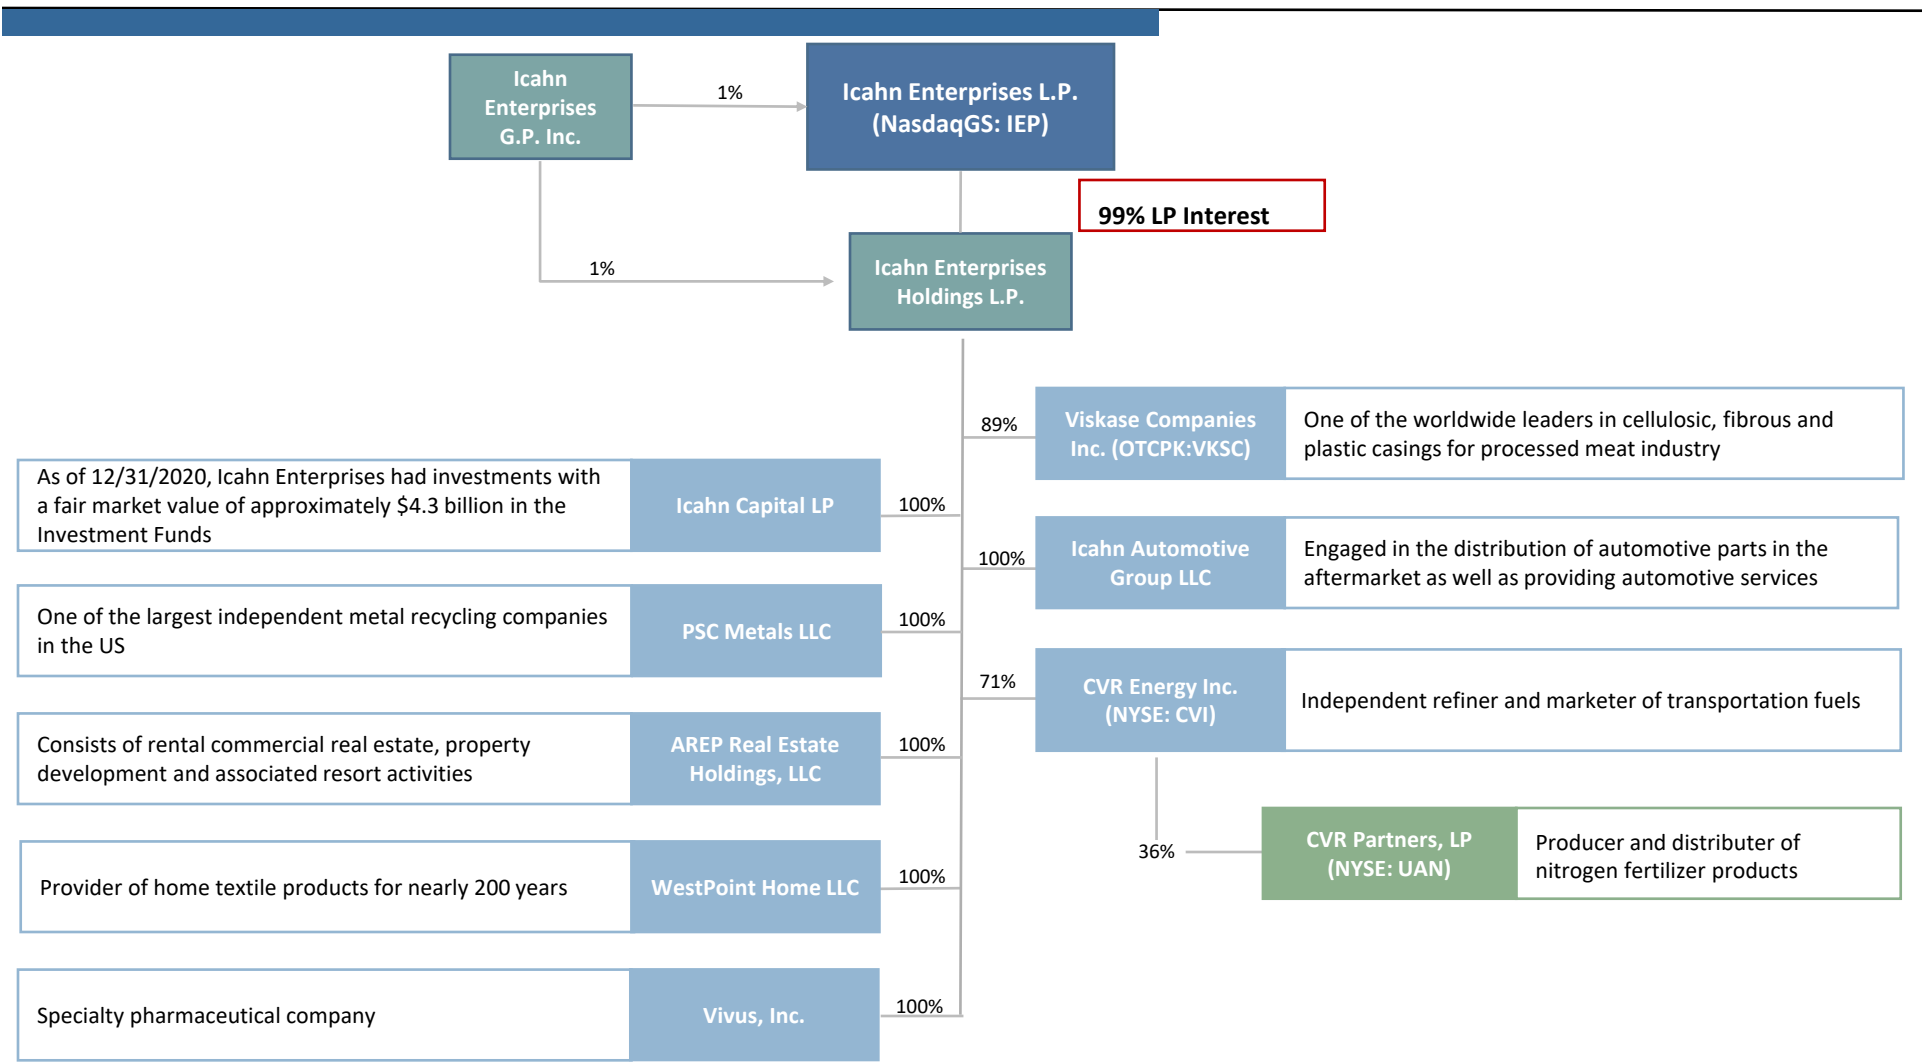 Icahn
Enterprises
G.P. Inc.
1%
Icahn Enterprises L.P.
(NasdaqGS: IEP)
99% LP Interest
1%
Icahn Enterprises
Holdings L.P.
As of 12/31/2020, Icahn Enterprises had investments with
a fair market value of approximately $4.3 billion in the
Investment Funds
Icahn Capital LP
100%
One of the largest independent metal recycling companies
in the US
PSC Metals LLC
100%
Consists of rental commercial real estate, property
development and associated resort activities
AREP Real Estate
Holdings, LLC
100%
Provider of home textile products for nearly 200 years
WestPoint Home LLC
100%
Specialty pharmaceutical company
Vivus, Inc.
100%
89%
Viskase Companies
Inc. (OTCPK:VKSC)
One of the worldwide leaders in cellulosic, fibrous and
plastic casings for processed meat industry
100%
Icahn Automotive
Group LLC
Engaged in the distribution of automotive parts in the
aftermarket as well as providing automotive services
71%
CVR Energy Inc.
(NYSE: CVI)
Independent refiner and marketer of transportation fuels
36%
CVR Partners, LP
(NYSE: UAN)
Producer and distributer of
nitrogen fertilizer products